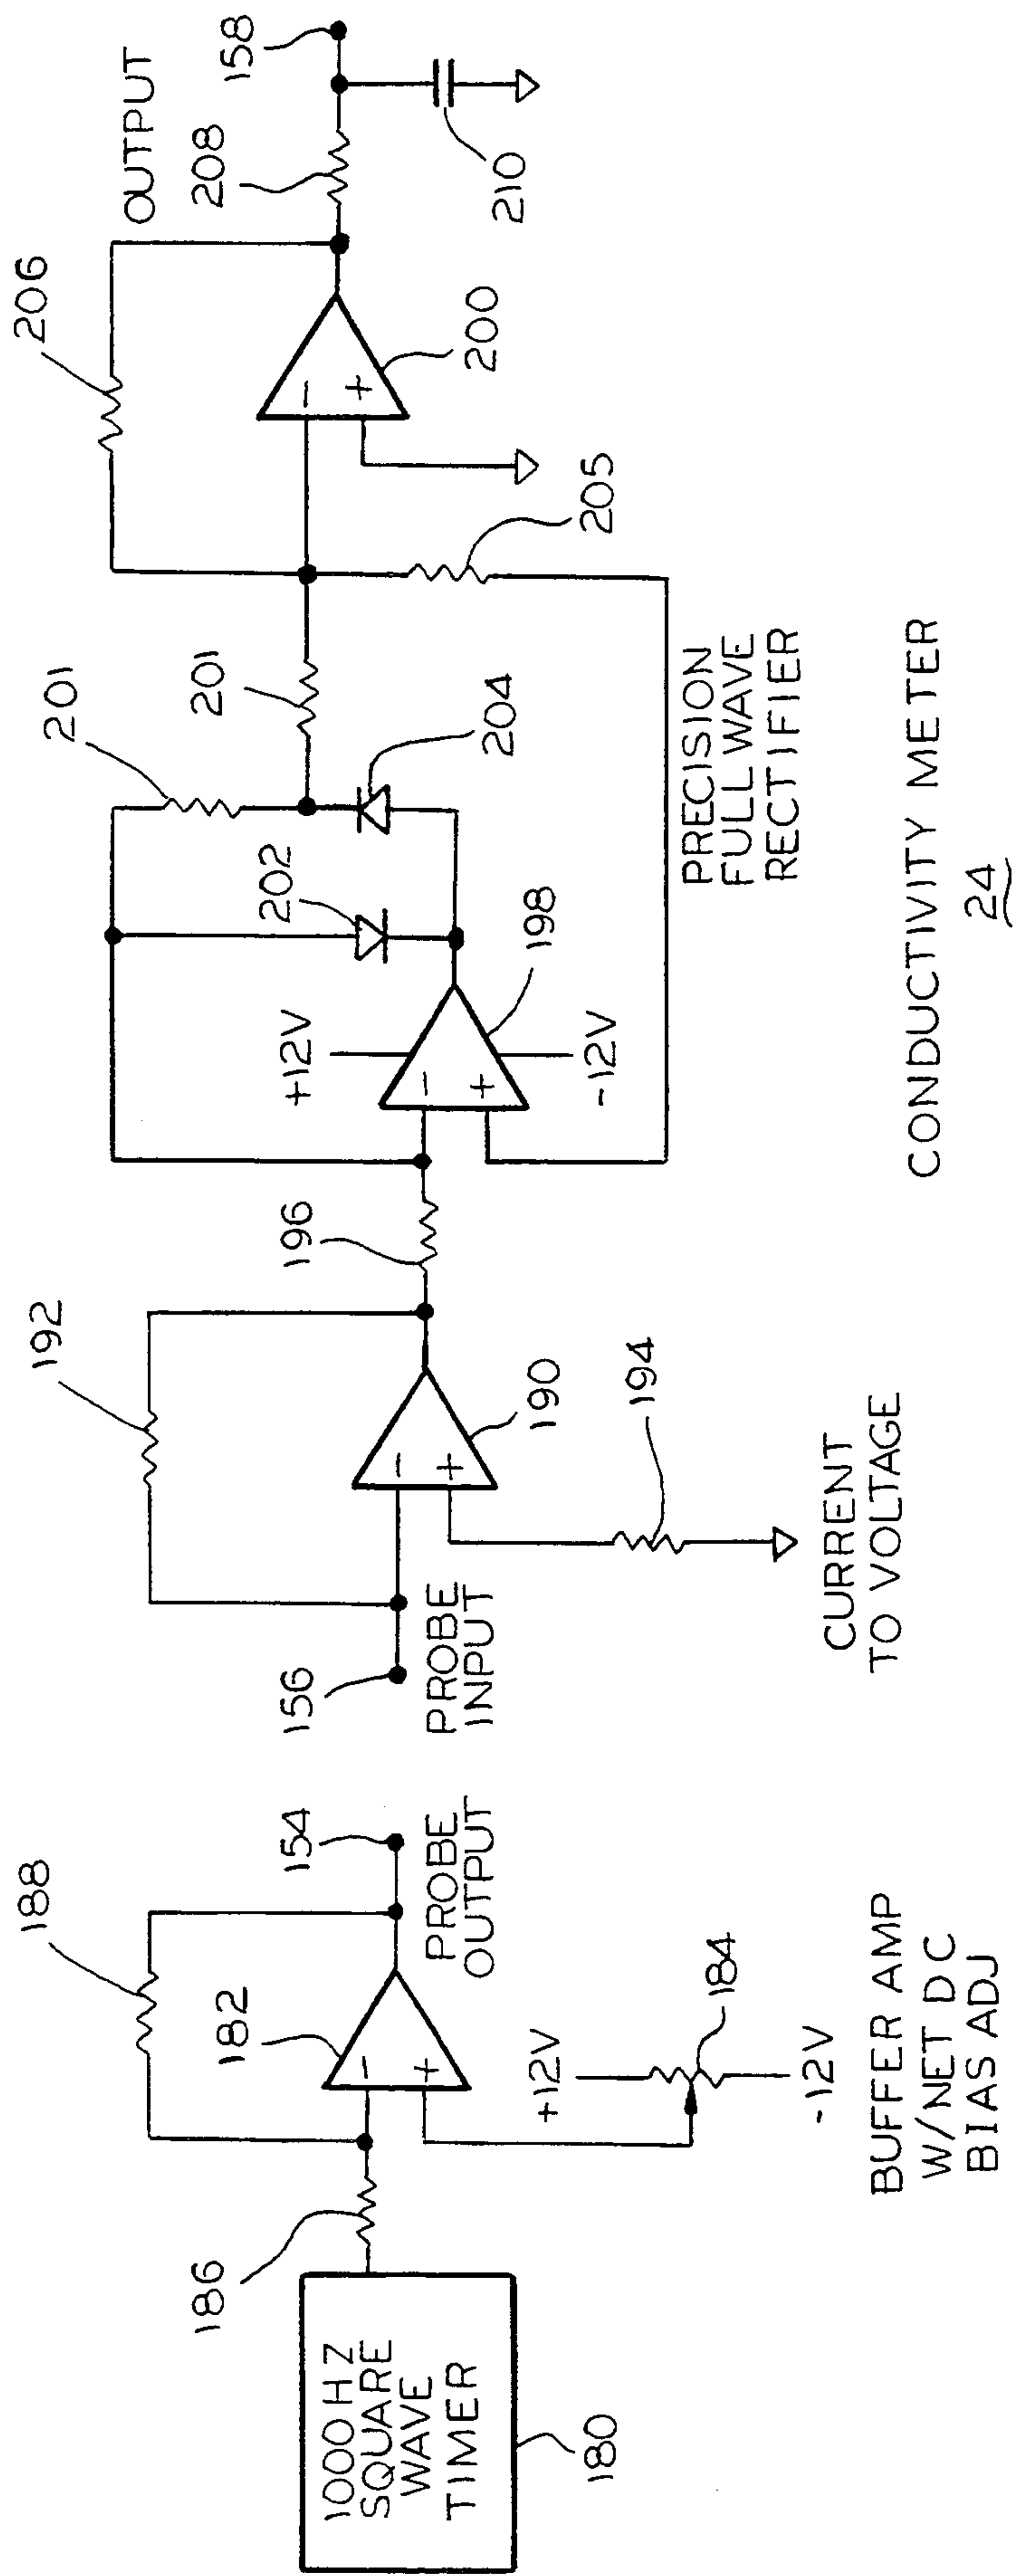 1000 HZ
SQUARE
WAVE
TIMER
180
186
188
182
-
+
+12V
184
-12V
154
PROBE
OUTPUT
BUFFER AMP
W/NET DC
BIAS ADJ
156
PROBE
INPUT
192
-
+
190
194
CURRENT
TO VOLTAGE
196
+12V
-
+
198
-12V
202
201
204
201
PRECISION
FULL WAVE
RECTIFIER
205
206
-
+
200
OUTPUT
208
158
210
CONDUCTIVITY METER
24